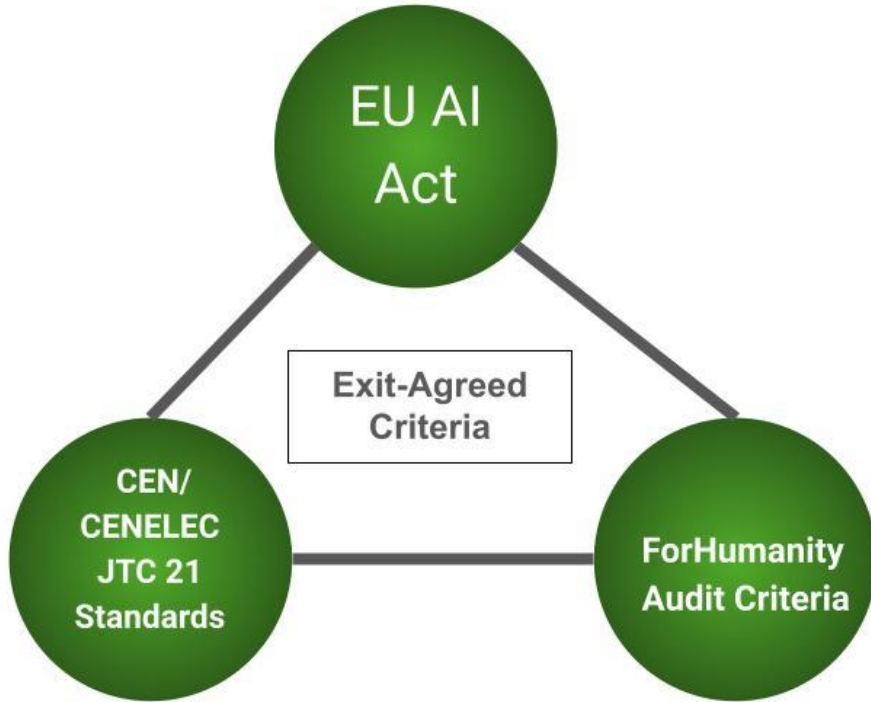 EU AI
Act
Exit-Agreed
Criteria
CEN/
CENELEC
JTC 21
Standards
ForHumanity
Audit Criteria